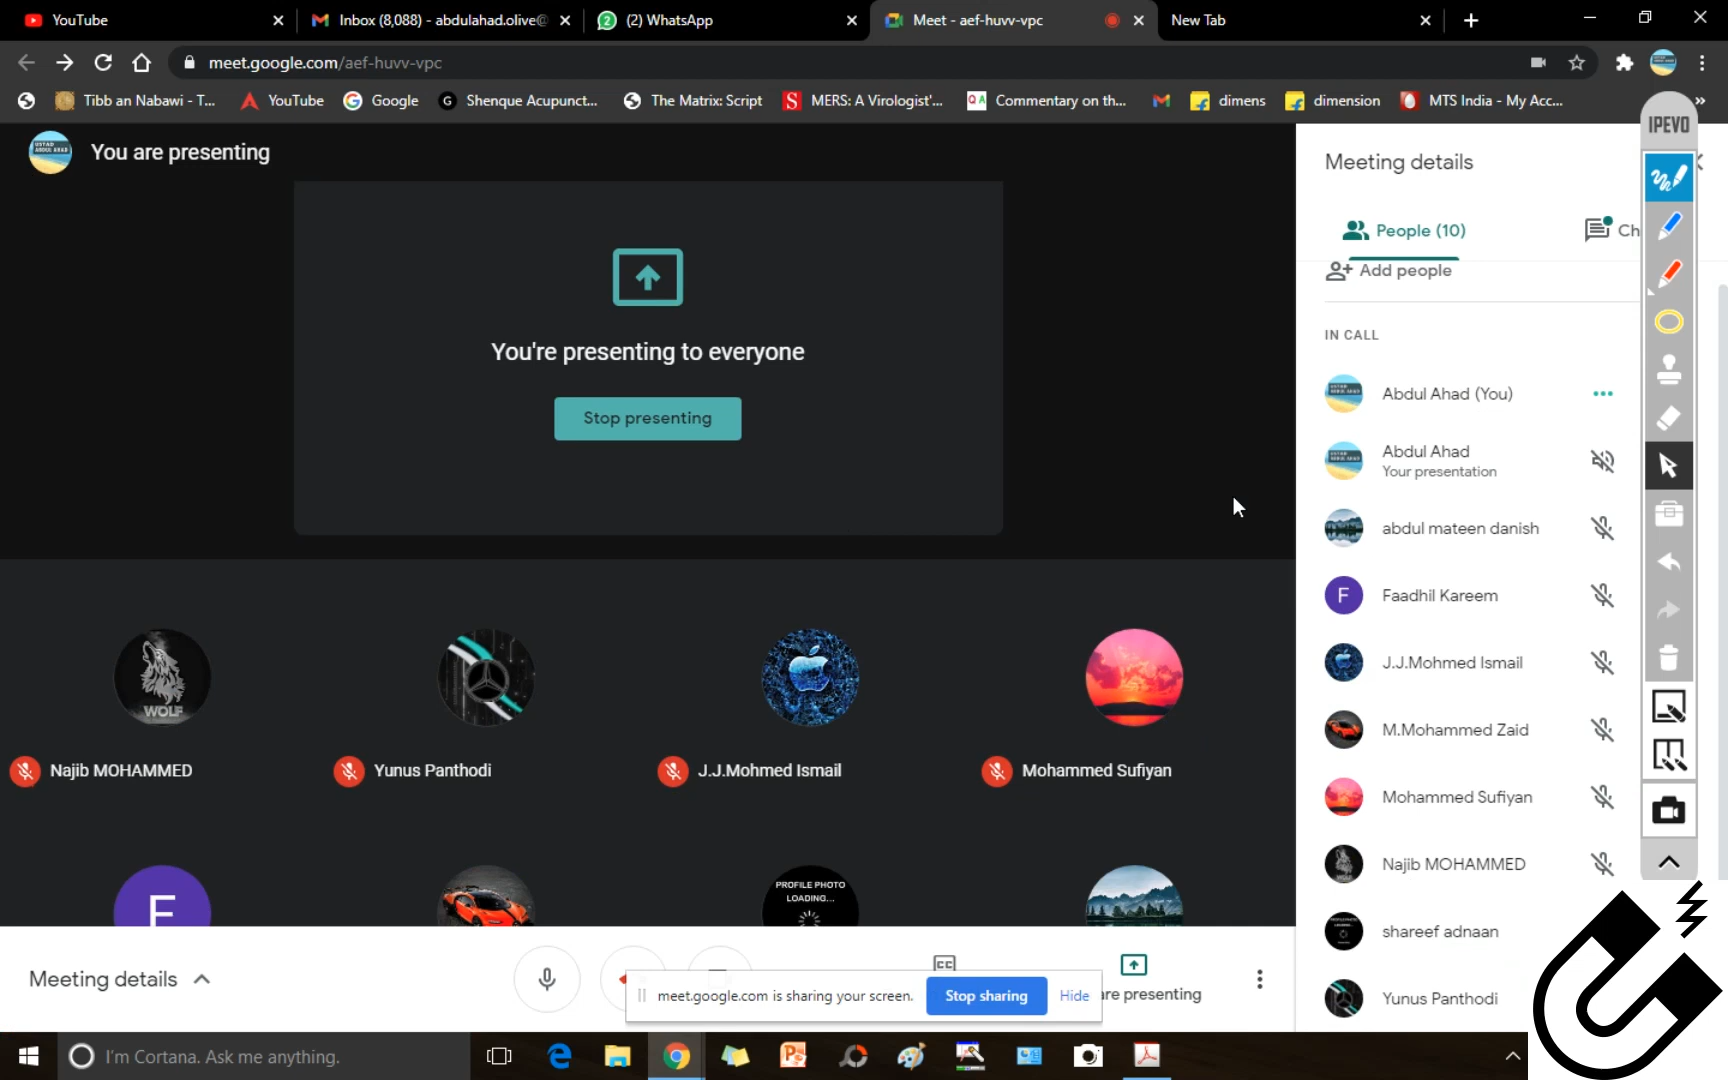 YouTube
Inbox (8,088) - abdulahad.olive@
(2) WhatsApp
Meet - aef-huvv-vpc
New Tab
meet.google.com/aef-huvv-vpc
Tibb an Nabawi - T...
YouTube
Google
Shenque Acupunct...
The Matrix: Script
MERS: A Virologist'...
Commentary on th...
dimens
dimension
MTS India - My Acc...
»
IPEVO
USTAD
ABDUL AHAD
You are presenting
Meeting details
People (10)
Ch
Add people
You're presenting to everyone
Stop presenting
IN CALL
Abdul Ahad (You)
Abdul Ahad
Your presentation
abdul mateen danish
Faadhil Kareem
J.J.Mohmed Ismail
M.Mohammed Zaid
Mohammed Sufiyan
Najib MOHAMMED
shareef adnaan
Yunus Panthodi
WOLF
Najib MOHAMMED
Yunus Panthodi
J.J.Mohmed Ismail
Mohammed Sufiyan
F
PROFILE PHOTO
LOADING...
Meeting details
CC
meet.google.com is sharing your screen.
Stop sharing
Hide
re presenting
I'm Cortana. Ask me anything.